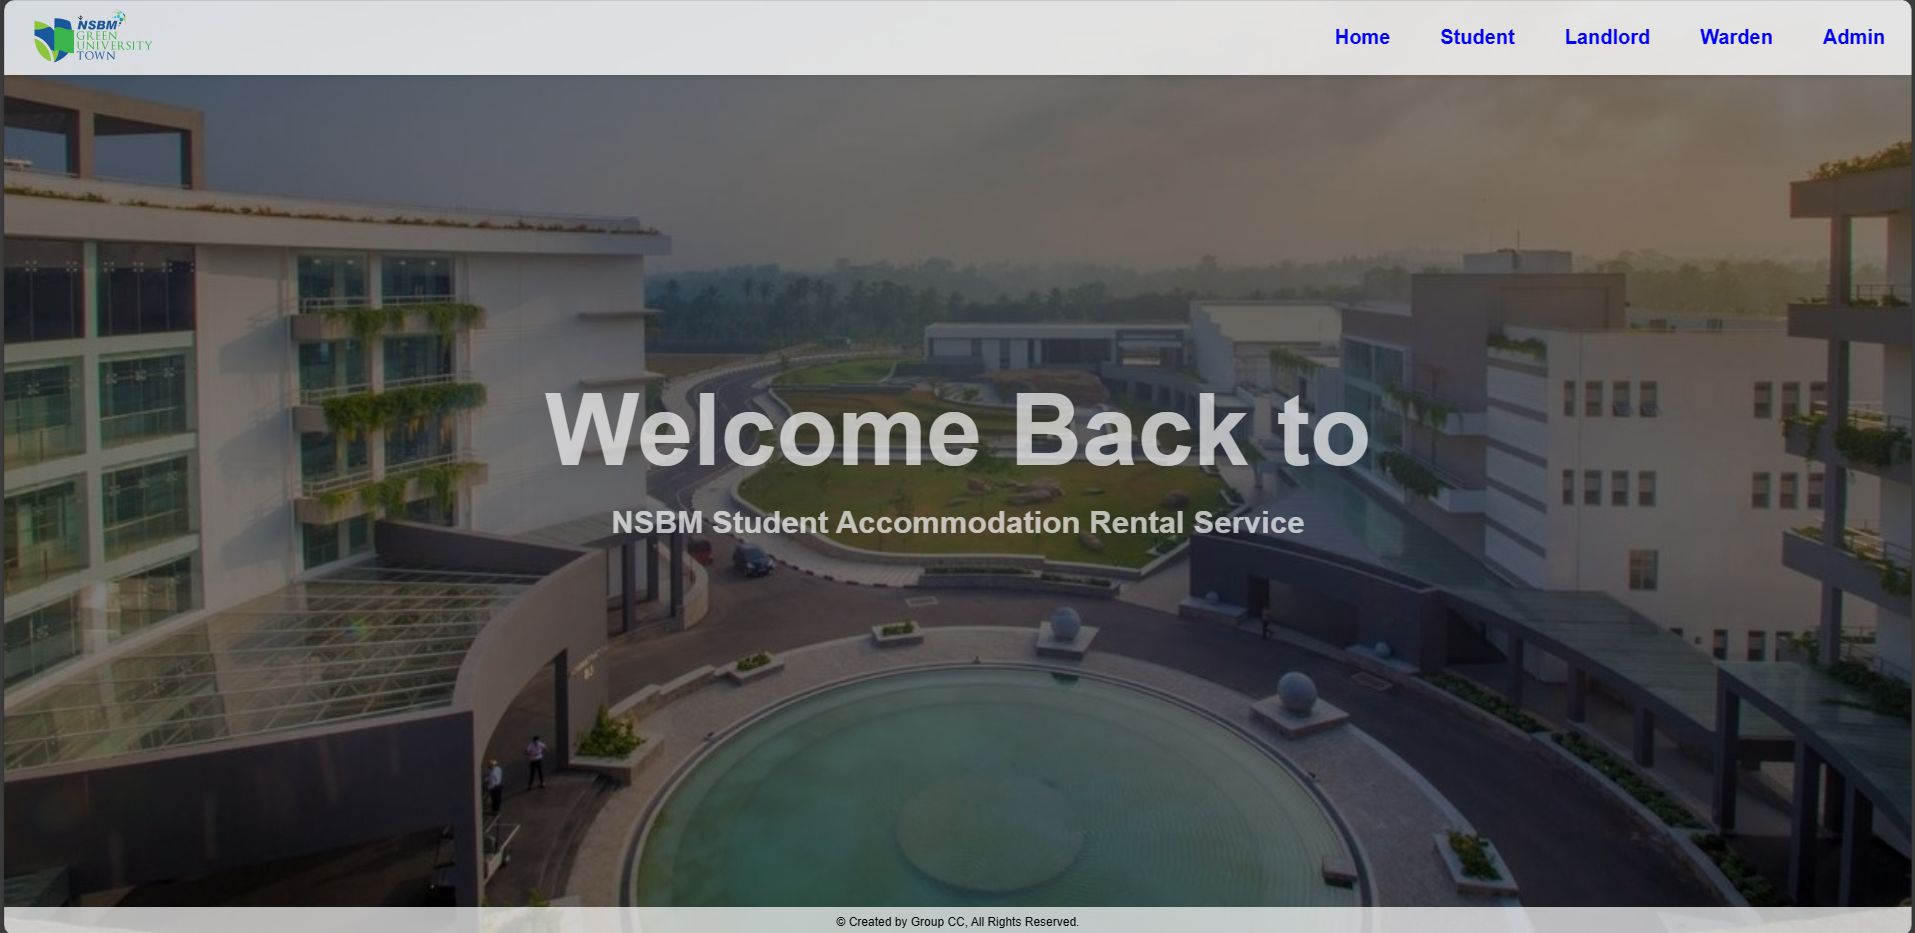 NSBM
GREEN
UNIVERSITY
TOWN
Home Student Landlord Warden Admin
Welcome Back to
NSBM Student Accommodation Rental Service
© Created by Group CC, All Rights Reserved.